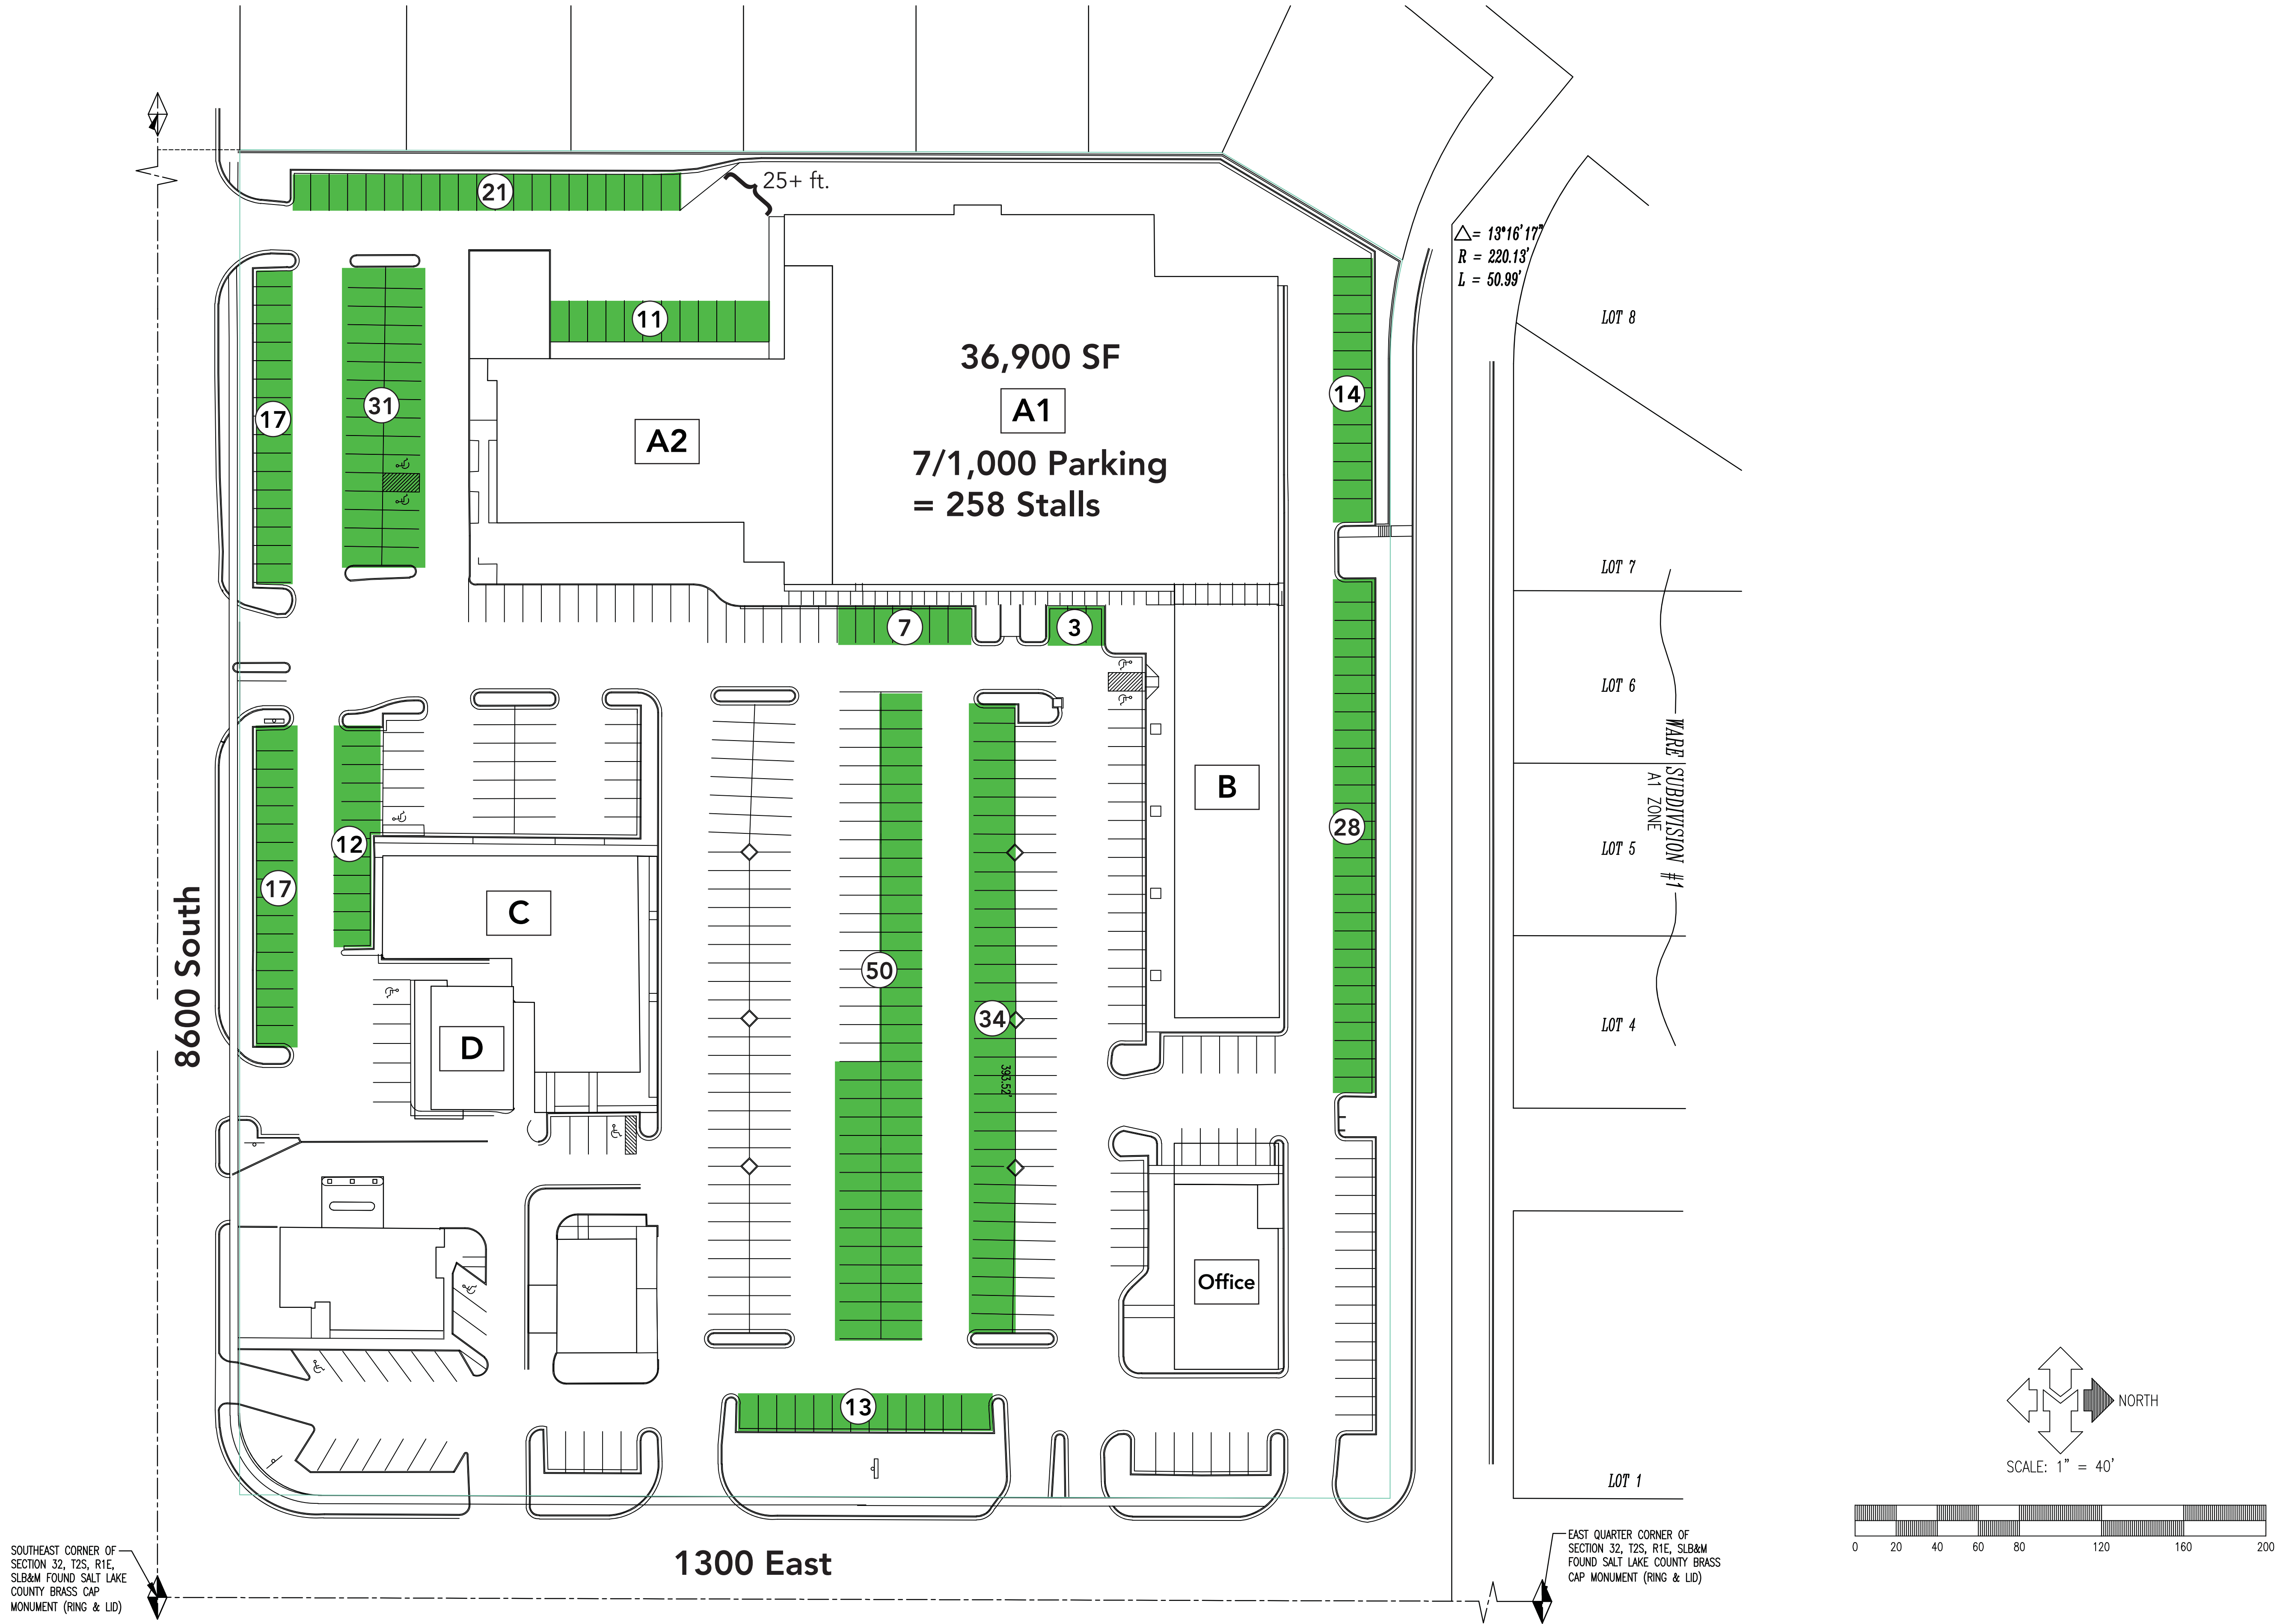 25+ ft.
21
△= 13°16'17"
R = 220.13'
L = 50.99'
11
LOT 8
36,900 SF
A1
7/1,000 Parking
= 258 Stalls
14
17
31
A2
LOT 7
7
3
LOT 6
WARE SUBDIVISION #1
A1 ZONE
B
28
12
LOT 5
17
C
8600 South
50
34
LOT 4
D
393.52'
Office
13
NORTH
SCALE: 1" = 40'
LOT 1
0 20 40 60 80 120 160 200
1300 East
SOUTHEAST CORNER OF
SECTION 32, T2S, R1E,
SLB&M FOUND SALT LAKE
COUNTY BRASS CAP
MONUMENT (RING & LID)
EAST QUARTER CORNER OF
SECTION 32, T2S, R1E, SLB&M
FOUND SALT LAKE COUNTY BRASS
CAP MONUMENT (RING & LID)